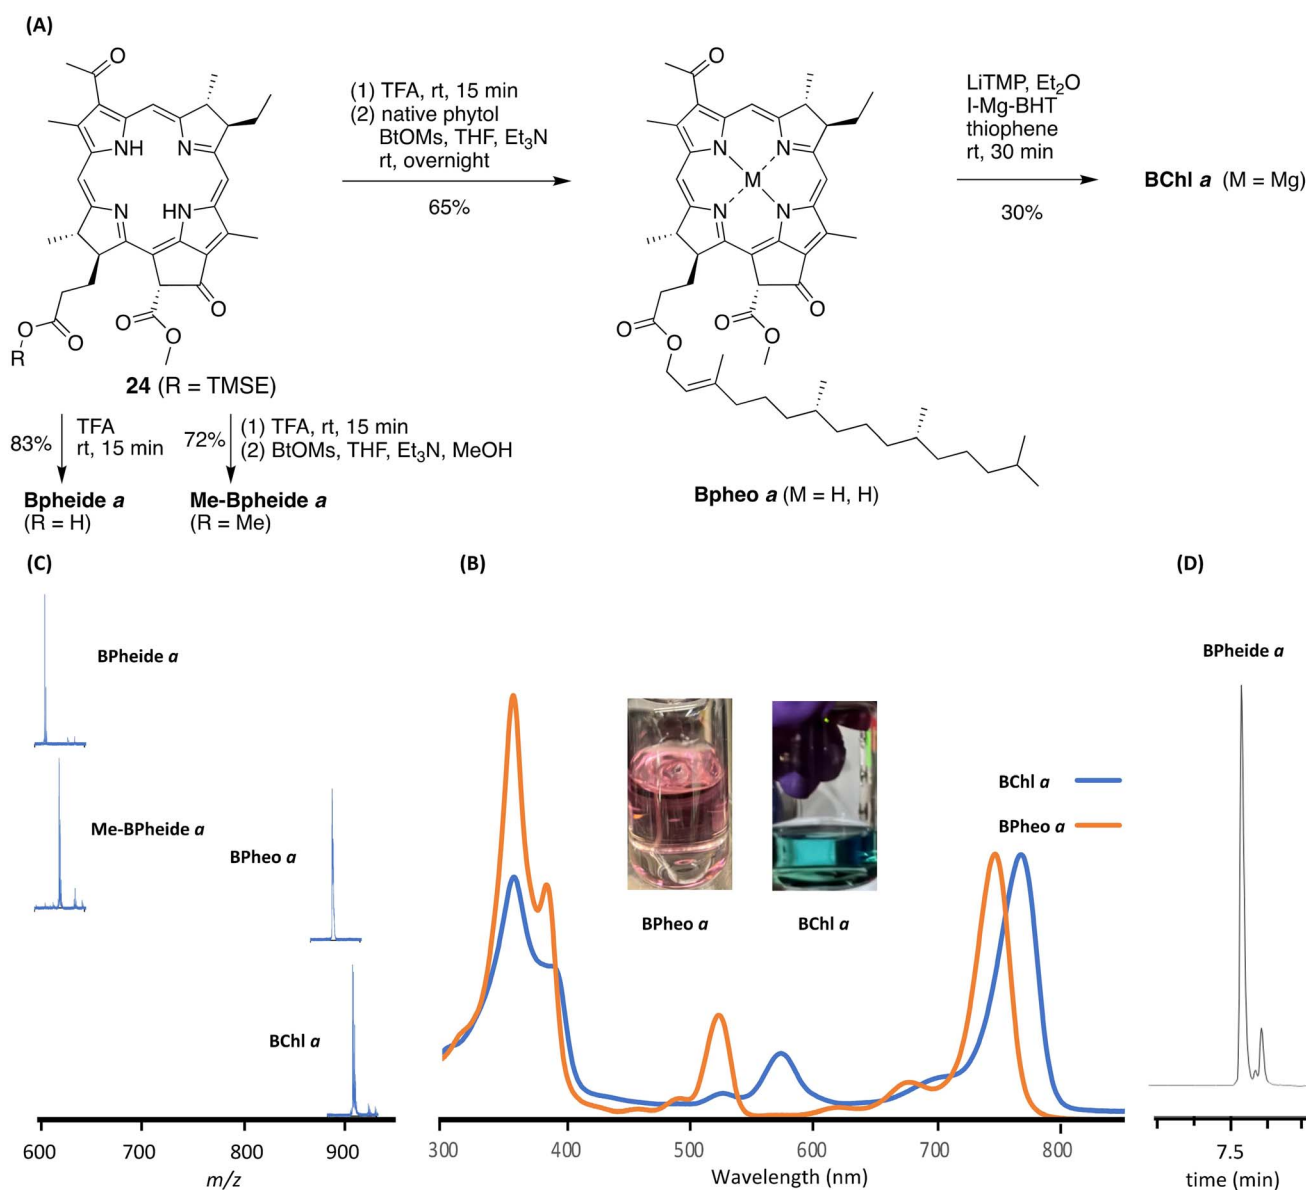 (A)
O
NH
N
N
HN
O
R
O
O
O
O
24 (R = TMSE)
83%
TFA
rt, 15 min
72%
(1) TFA, rt, 15 min
(2) BtOMs, THF, Et3N, MeOH
Bpheide a
(R = H)
Me-Bpheide a
(R = Me)
(1) TFA, rt, 15 min
(2) native phytol
BtOMs, THF, Et3N
rt, overnight
65%
O
N
N
M
N
N
O
O
O
O
O
Bpheo a (M = H, H)
LiTMP, Et2O
I-Mg-BHT
thiophene
rt, 30 min
30%
BChl a (M = Mg)
(C)
BPheide a
Me-BPheide a
BPheo a
BChl a
600 700 800 900
m/z
(B)
BChl a
BPheo a
BPheo a
BChl a
300 400 500 600 700 800
Wavelength (nm)
(D)
BPheide a
7.5
time (min)